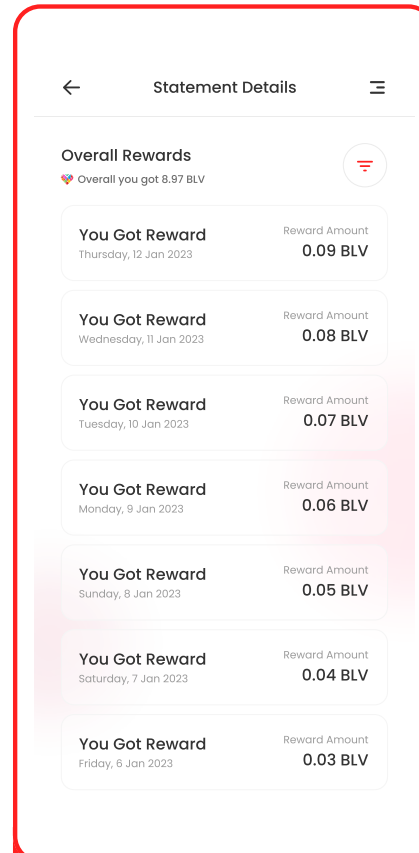 Statement Details
Overall Rewards
Overall you got 8.97 BLV
You Got Reward
Thursday, 12 Jan 2023
Reward Amount
0.09 BLV
You Got Reward
Wednesday, 11 Jan 2023
Reward Amount
0.08 BLV
You Got Reward
Tuesday, 10 Jan 2023
Reward Amount
0.07 BLV
You Got Reward
Monday, 9 Jan 2023
Reward Amount
0.06 BLV
You Got Reward
Sunday, 8 Jan 2023
Reward Amount
0.05 BLV
You Got Reward
Saturday, 7 Jan 2023
Reward Amount
0.04 BLV
You Got Reward
Friday, 6 Jan 2023
Reward Amount
0.03 BLV